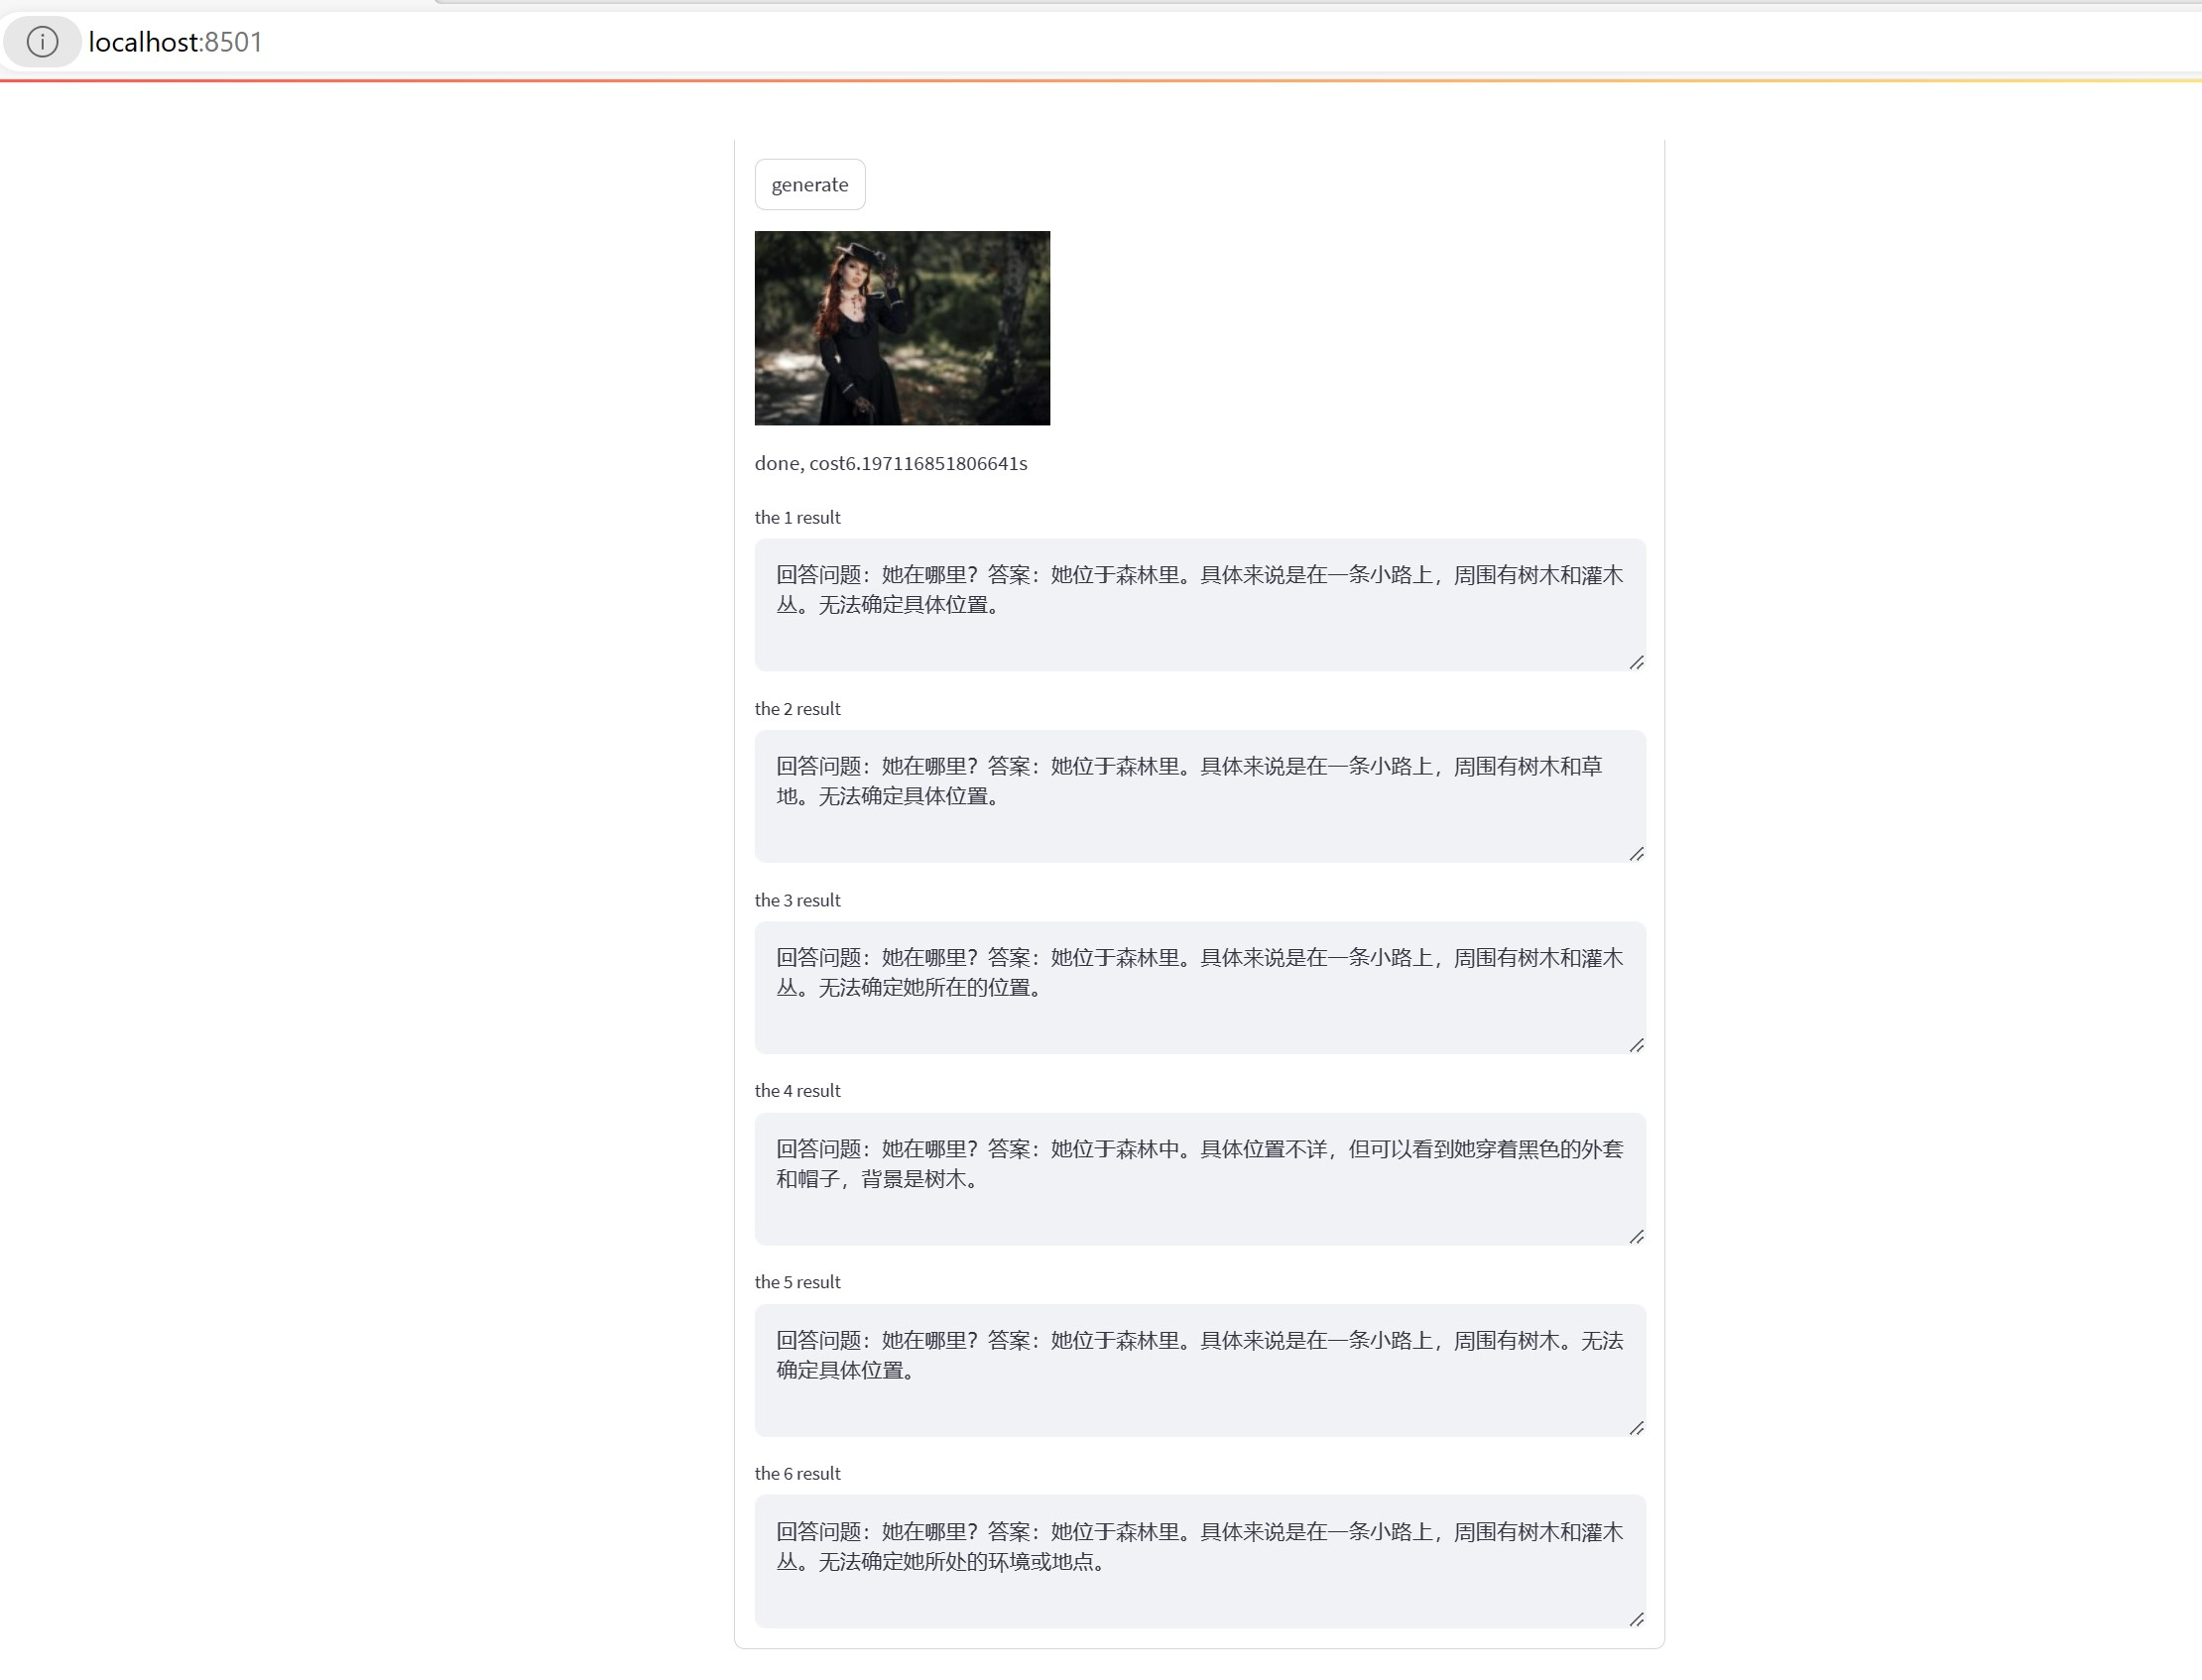 localhost:8501
generate
done, cost6.197116851806641s
the 1 result
回答问题：她在哪里？答案：她位于森林里。具体来说是在一条小路上，周围有树木和灌木
丛。无法确定具体位置。
the 2 result
回答问题：她在哪里？答案：她位于森林里。具体来说是在一条小路上，周围有树木和草
地。无法确定具体位置。
the 3 result
回答问题：她在哪里？答案：她位于森林里。具体来说是在一条小路上，周围有树木和灌木
丛。无法确定她所在的位置。
the 4 result
回答问题：她在哪里？答案：她位于森林中。具体位置不详，但可以看到她穿着黑色的外套
和帽子，背景是树木。
the 5 result
回答问题：她在哪里？答案：她位于森林里。具体来说是在一条小路上，周围有树木。无法
确定具体位置。
the 6 result
回答问题：她在哪里？答案：她位于森林里。具体来说是在一条小路上，周围有树木和灌木
丛。无法确定她所处的环境或地点。